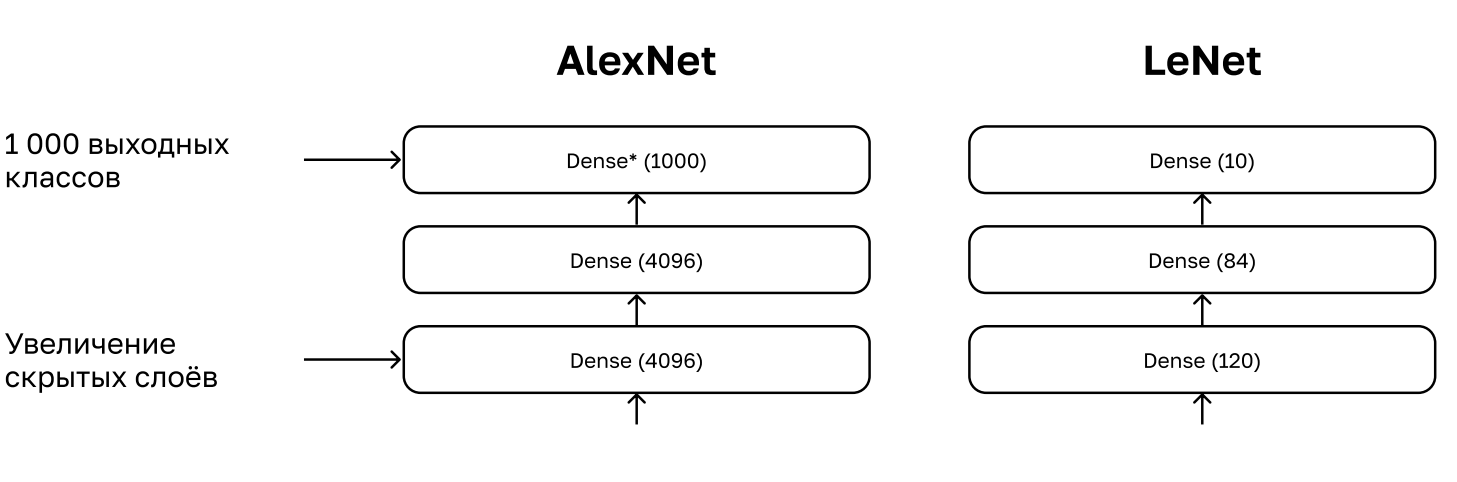 AlexNet
LeNet
1 000 выходных
классов
Dense* (1000)
Dense (10)
Dense (4096)
Dense (84)
Увеличение
скрытых слоёв
Dense (4096)
Dense (120)